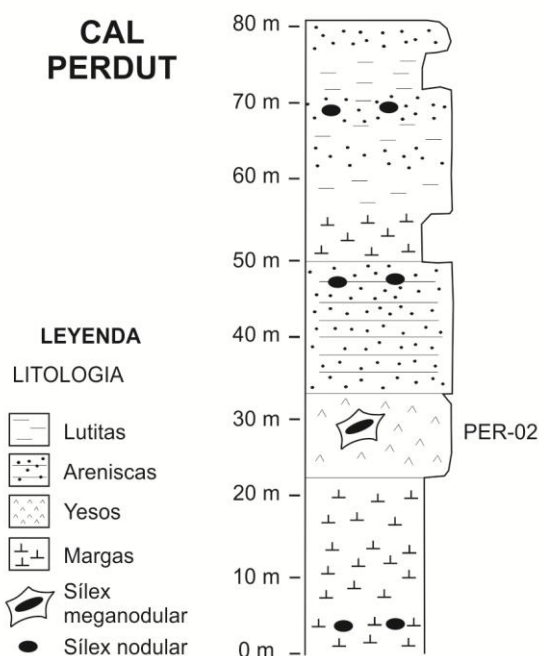 CAL
PERDUT
80 m
70 m
60 m
50 m
40 m
30 m
20 m
10 m
0 m
PER-02
LEYENDA
LITOLOGIA
Lutitas
Areniscas
Yesos
Margas
Sílex
meganodular
Sílex nodular